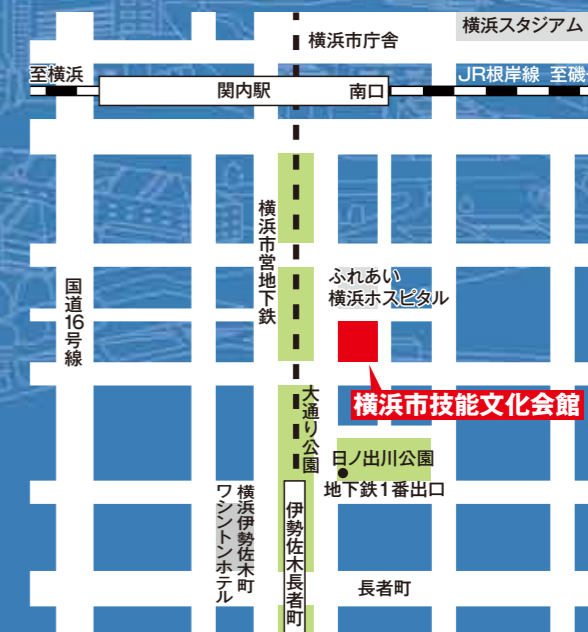 横浜スタジアム
横浜市庁舎
至横浜
JR根岸線 至磯
関内駅
南口
横浜市営地下鉄
国道16号線
ふれあい
横浜ホスピタル
横浜市技能文化会館
大通り公園
日ノ出川公園
地下鉄1番出口
横浜伊勢佐木町
ワシントンホテル
伊勢佐木長者町
長者町